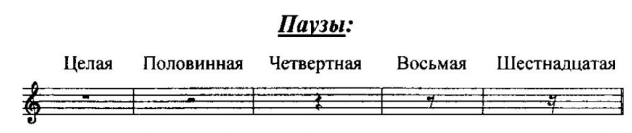 Паузы:
Целая Половинная Четвертная Восьмая Шестнадцатая